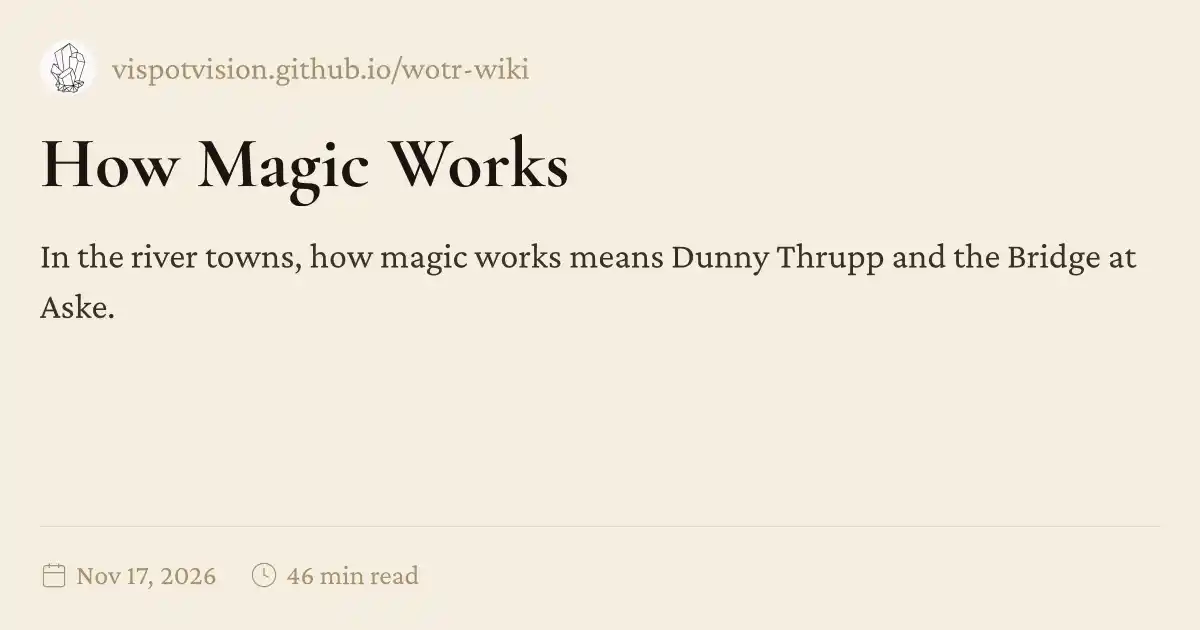 vispotvision.github.io/wotr-wiki
How Magic Works
In the river towns, how magic works means Dunny Thrupp and the Bridge at
Aske.
Nov 17, 2026 46 min read